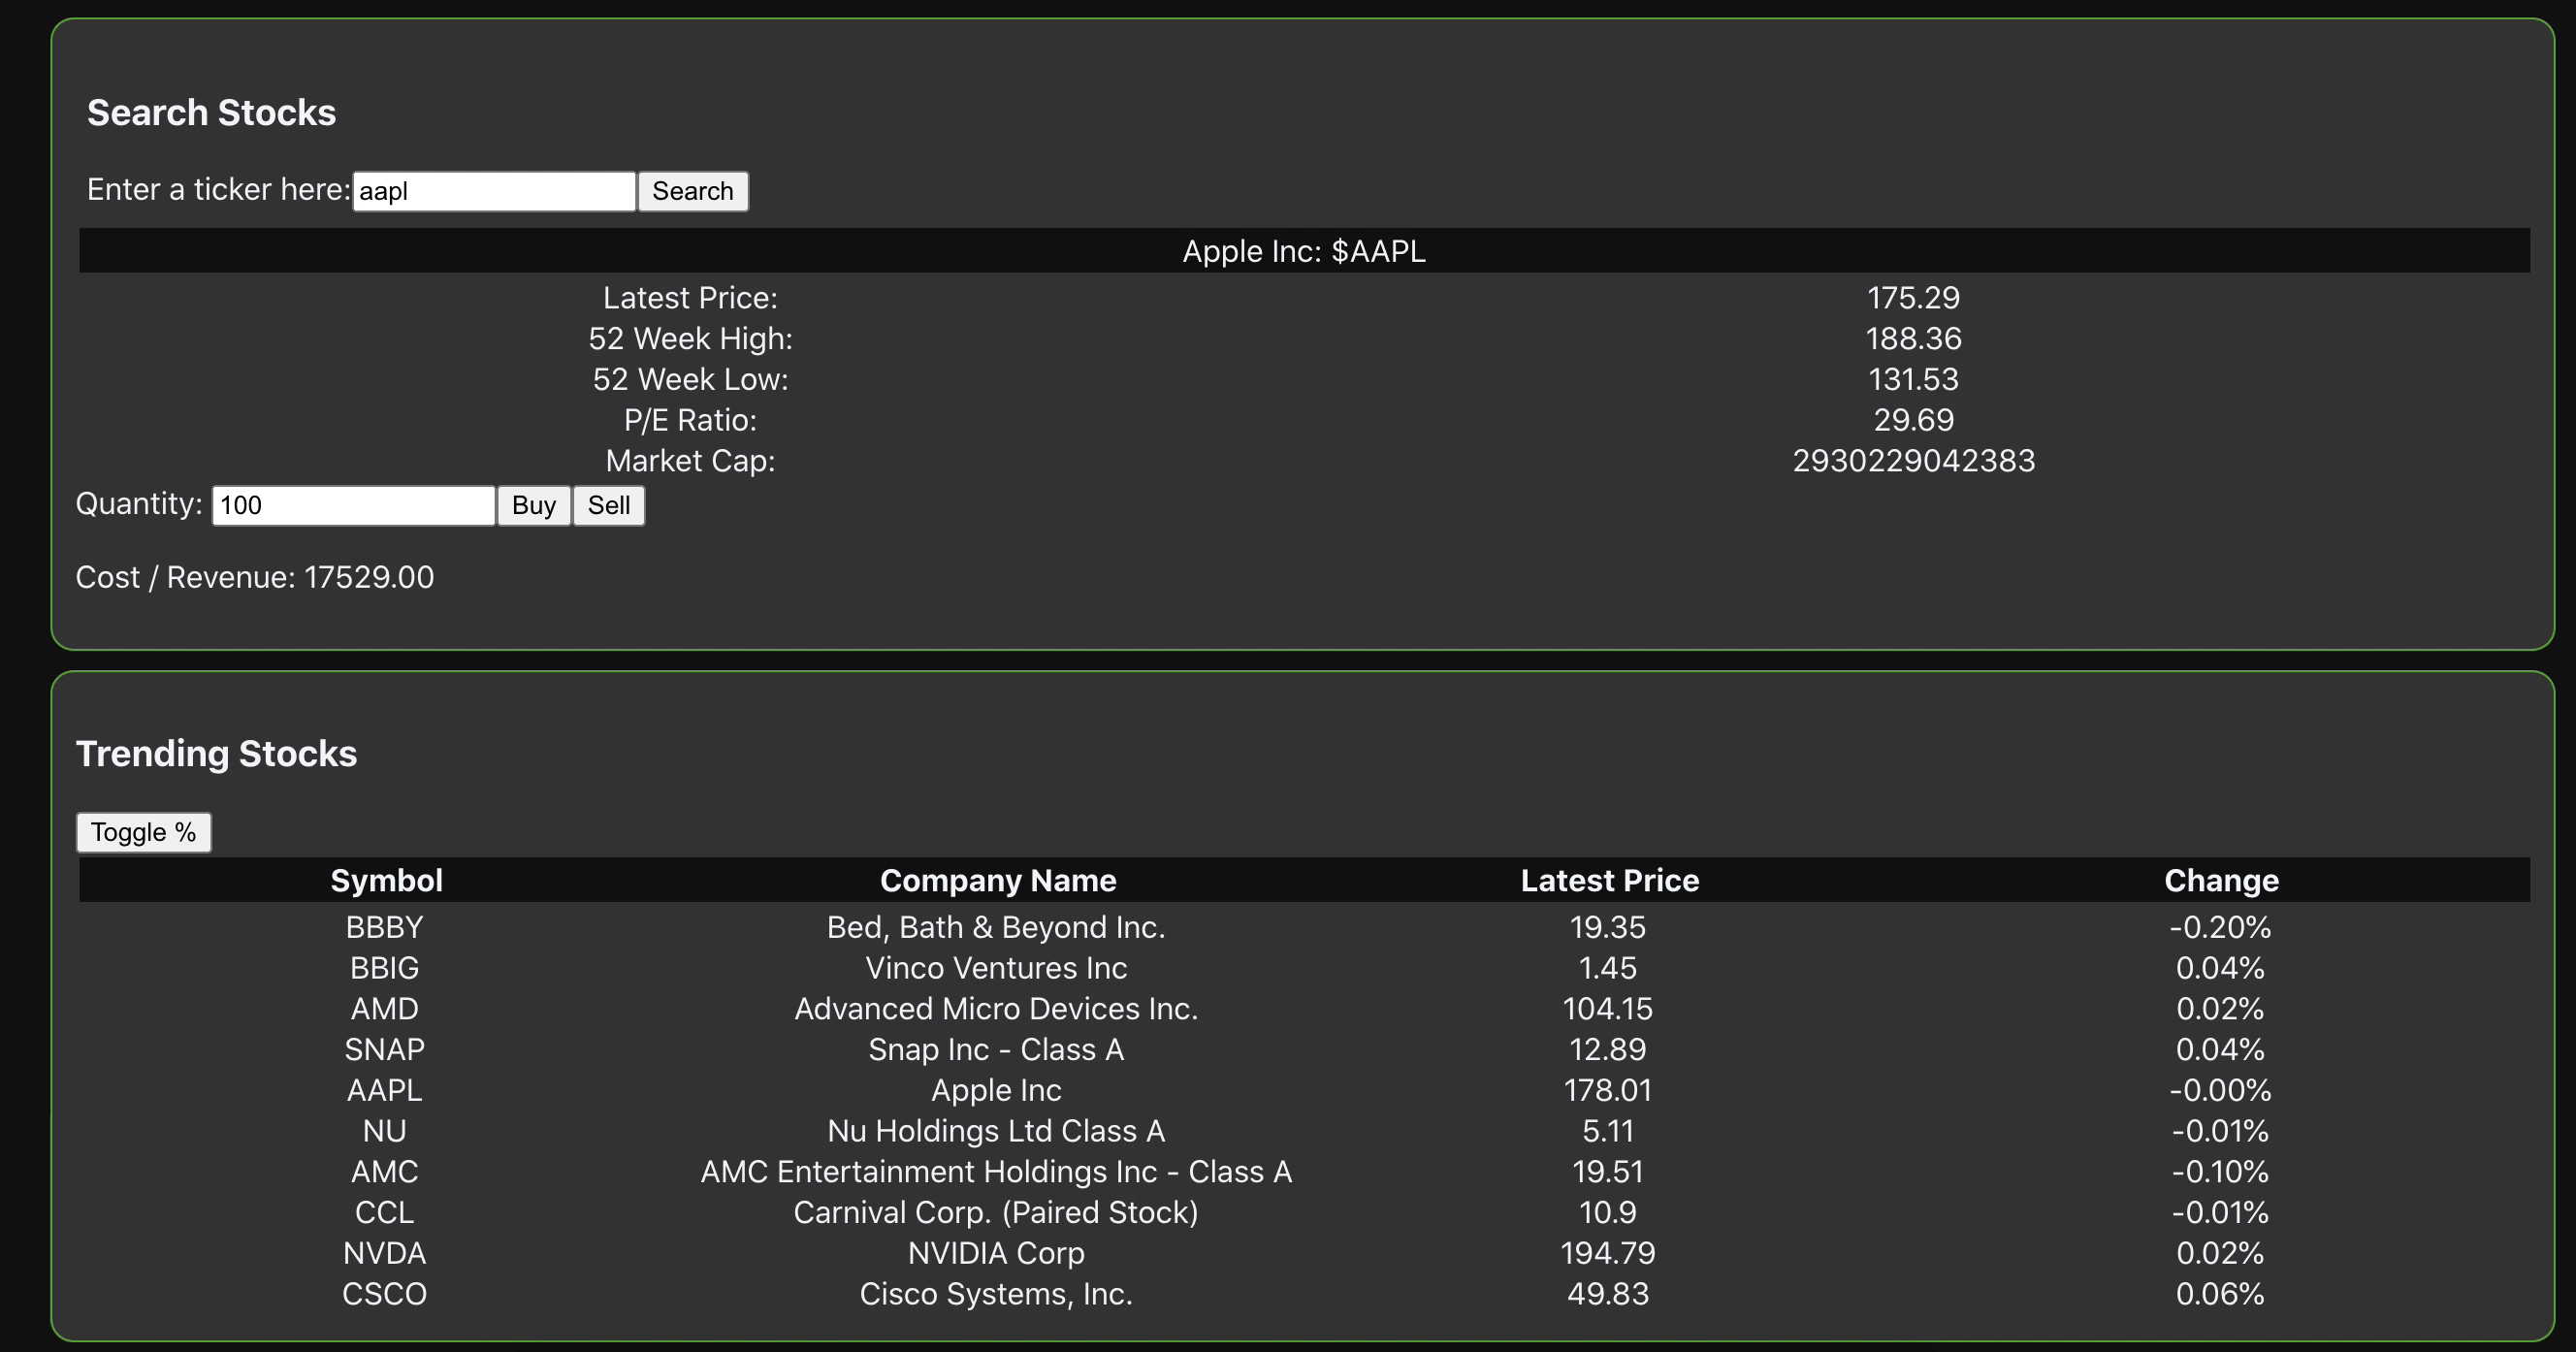 Search Stocks
Enter a ticker here: aapl Search
Apple Inc: $AAPL
Latest Price: 175.29
52 Week High: 188.36
52 Week Low: 131.53
P/E Ratio: 29.69
Market Cap: 2930229042383
Quantity: 100 Buy Sell
Cost / Revenue: 17529.00
Trending Stocks
Toggle %
Symbol Company Name Latest Price Change
BBBY Bed, Bath & Beyond Inc. 19.35 -0.20%
BBIG Vinco Ventures Inc 1.45 0.04%
AMD Advanced Micro Devices Inc. 104.15 0.02%
SNAP Snap Inc - Class A 12.89 0.04%
AAPL Apple Inc 178.01 -0.00%
NU Nu Holdings Ltd Class A 5.11 -0.01%
AMC AMC Entertainment Holdings Inc - Class A 19.51 -0.10%
CCL Carnival Corp. (Paired Stock) 10.9 -0.01%
NVDA NVIDIA Corp 194.79 0.02%
CSCO Cisco Systems, Inc. 49.83 0.06%